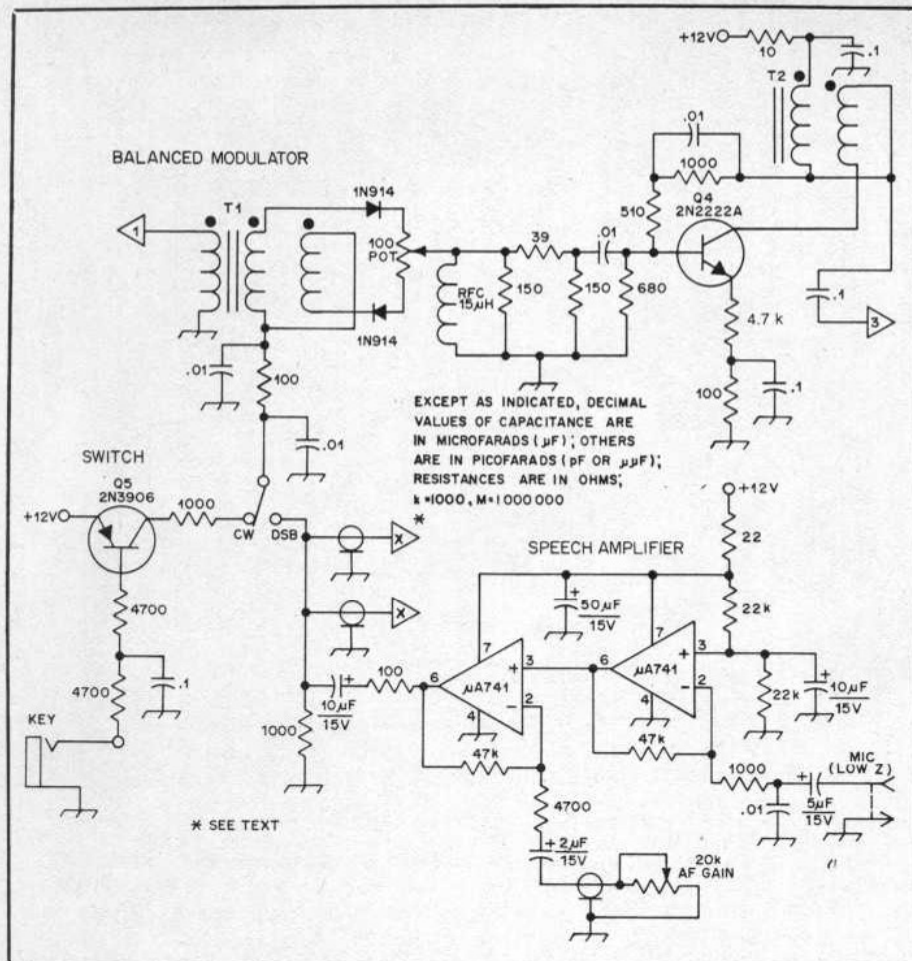 +12V
10
.1
T2
.01
BALANCED MODULATOR
1N914
1000
Q4
2N2222A
T1
510
1
100
POT
39
.01
RFC
15µH
150
150
680
.1
3
1N914
4.7 k
.01
100
.1
100
.01
EXCEPT AS INDICATED, DECIMAL
VALUES OF CAPACITANCE ARE
IN MICROFARADS (µF); OTHERS
ARE IN PICOFARADS (pF OR µµF);
RESISTANCES ARE IN OHMS;
k=1000, M=1000000
SWITCH
Q5
2N3906
+12V
1000
CW
DSB
*
X
X
+12V
22
SPEECH AMPLIFIER
22k
50µF
15V
+
4700
7
7
+
3
6
µA741
+
3
6
µA741
-
2
4
-
2
4
22k
+
10µF
15V
4700
.1
KEY
+
10µF
15V
100
1000
47k
47k
1000
MIC
(LOW Z)
+
5µF
15V
.01
4700
* SEE TEXT
+
2µF
15V
20k
AF GAIN